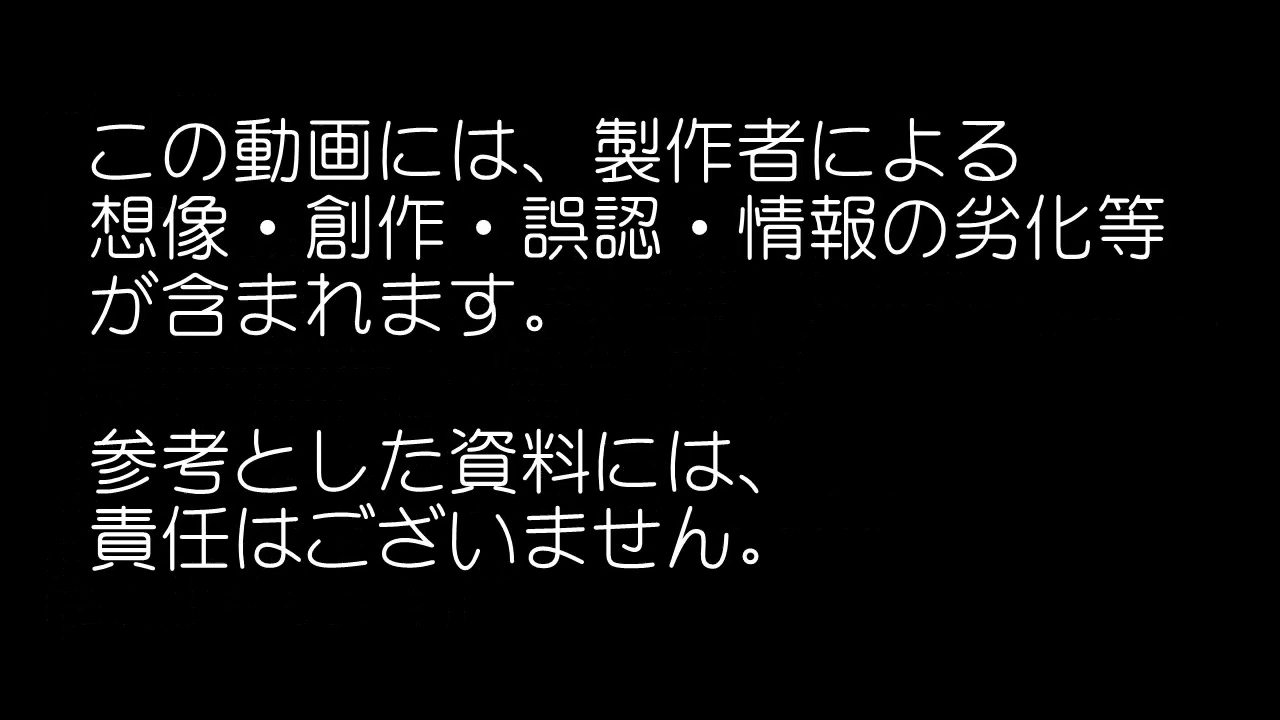 この動画には、製作者による
想像・創作・誤認・情報の劣化等
が含まれます。
参考とした資料には、
責任はございません。